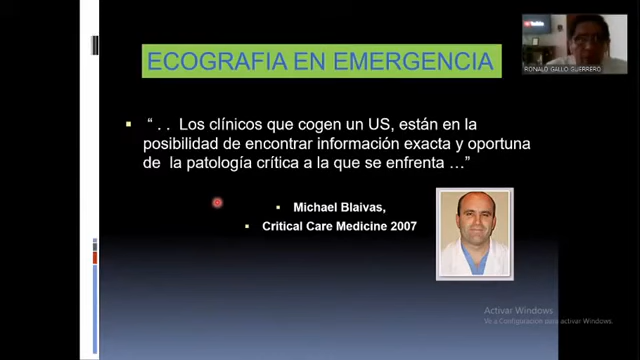 ECOGRAFIA EN EMERGENCIA
RONALD GALLO GUERRERO
▪ “ . . Los clínicos que cogen un US, están en la
posibilidad de encontrar información exacta y oportuna
de la patología crítica a la que se enfrenta …”
▪ Michael Blaivas,
▪ Critical Care Medicine 2007
Activar Windows
Ve a Configuración para activar Windows.